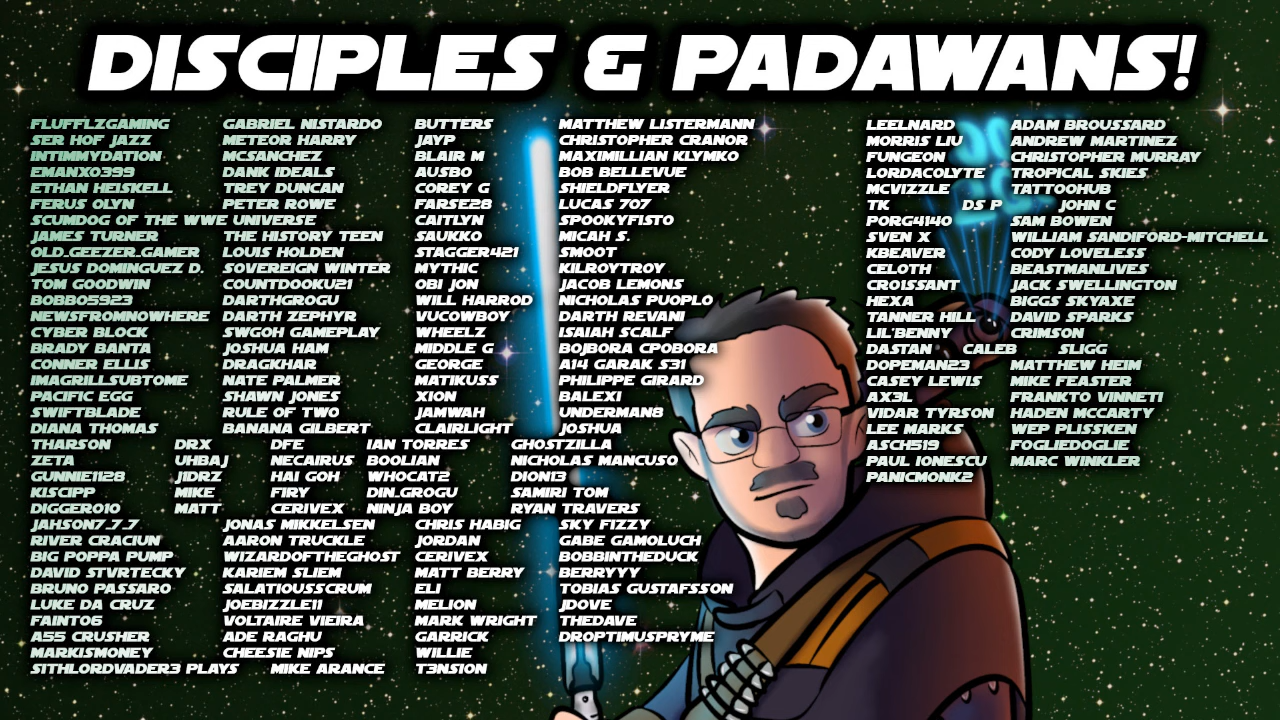 DISCIPLES & PADAWANS!
FLUFFLZGAMING GABRIEL NISTARDO BUTTERS MATTHEW LISTERMANN
SER HOF JAZZ METEOR HARRY JAYP CHRISTOPHER CRANOR
INTIMMYDATION MCSANCHEZ BLAIR M MAXIMILLIAN KLYMKO
EMANX0399 DANK IDEALS AUSBO BOB BELLEVUE
ETHAN HEISKELL TREY DUNCAN COREY G SHIELDFLYER
FERUS OLYN PETER ROWE FARSE28 LUCAS 707
SCUMDOG OF THE WWE UNIVERSE CAITLYN SPOOKYFISTO
JAMES TURNER THE HISTORY TEEN SAUKKO MICAH S.
OLD_GEEZER_GAMER LOUIS HOLDEN STAGGER421 SMOOT
JESUS DOMINGUEZ D. SOVEREIGN WINTER MYTHIC KILROYTROY
TOM GOODWIN COUNTDOOKU21 OBI JON JACOB LEMONS
BOBBO5923 DARTHGROGU WILL HARROD NICHOLAS PUOPLO
NEWSFROMNOWHERE DARTH ZEPHYR VUCOWBOY DARTH REVANI
CYBER BLOCK SWGOH GAMEPLAY WHEELZ ISAIAH SCALF
BRADY BANTA JOSHUA HAM MIDDLE G BOJBORA CPOBORA
CONNER ELLIS DRAGKHAR GEORGE A14 GARAK S31
IMAGRILLSUBTOME NATE PALMER MATIKUSS PHILIPPE GIRARD
PACIFIC EGG SHAWN JONES XION BALEXI
SWIFTBLADE RULE OF TWO JAMWAH UNDERMAN8
DIANA THOMAS BANANA GILBERT CLAIRLIGHT JOSHUA
THARSON DRX DFE IAN TORRES GHOSTZILLA
ZETA UHBAJ NECAIRUS BOOLIAN NICHOLAS MANCUSO
GUNNIE1128 J1DRZ HAI GOH WHOCAT2 DION13
KISCIPP MIKE FIRY DIN_GROGU SAMIRI TOM
DIGGER010 MATT CERIVEX NINJA BOY RYAN TRAVERS
JAHSON7_7_7 JONAS MIKKELSEN CHRIS HABIG SKY FIZZY
RIVER CRACIUN AARON TRUCKLE JORDAN GABE GAMOLUCH
BIG POPPA PUMP WIZARDOFTHEGHOST CERIVEX BOBBINTHEDUCK
DAVID STVRTECKY KARIEM SLIEM MATT BERRY BERRYYY
BRUNO PASSARO SALATIOUSSCRUM ELI TOBIAS GUSTAFSSON
LUKE DA CRUZ JOEBIZZLE11 MELION JDOVE
FAINT06 VOLTAIRE VIEIRA MARK WRIGHT THEDAVE
A55 CRUSHER ADE RAGHU GARRICK DROPTIMUSPRYME
MARKISMONEY CHEESIE NIPS WILLIE
S1THLORDVADER3 PLAYS MIKE ARANCE T3NS1ON
LEELNARD ADAM BROUSSARD
MORRIS LIU ANDREW MARTINEZ
FUNGEON CHRISTOPHER MURRAY
LORDACOLYTE TROPICAL SKIES
MCVIZZLE TATTOOHUB
TK DS P JOHN C
PORG4140 SAM BOWEN
SVEN X WILLIAM SANDIFORD-MITCHELL
KBEAVER CODY LOVELESS
CELOTH BEASTMANLIVES
CRO1SSANT JACK SWELLINGTON
HEXA BIGGS SKYAXE
TANNER HILL DAVID SPARKS
LIL'BENNY CRIMSON
DASTAN CALEB SLIGG
DOPEMAN23 MATTHEW HEIM
CASEY LEWIS MIKE FEASTER
AX3L FRANKTO VINNETI
VIDAR TYRSON HADEN MCCARTY
LEE MARKS WEP PLISSKEN
ASCH519 FOGLIEDOGLIE
PAUL IONESCU MARC WINKLER
PANICMONK2